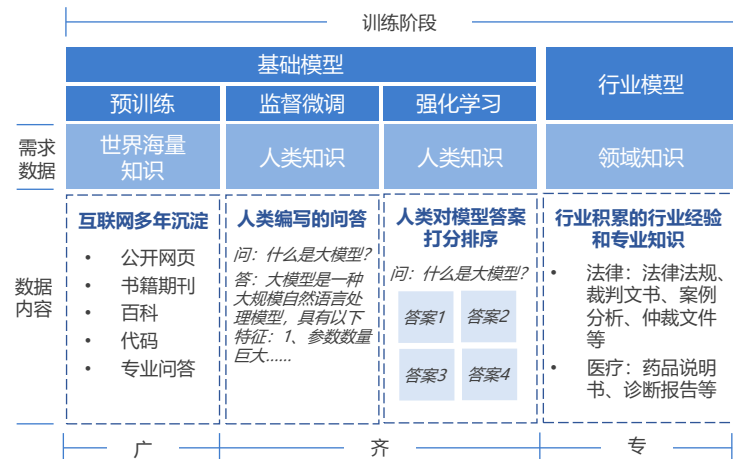 训练阶段
基础模型
行业模型
预训练
监督微调
强化学习
需求
数据
世界海量
知识
人类知识
人类知识
领域知识
数据
内容
互联网多年沉淀
• 公开网页
• 书籍期刊
• 百科
• 代码
• 专业问答
人类编写的问答
问：什么是大模型？
答：大模型是一种
大规模自然语言处
理模型，具有以下
特征：1、参数数量
巨大......
人类对模型答案
打分排序
问：什么是大模型？
答案1
答案2
答案3
答案4
行业积累的行业经验
和专业知识
• 法律：法律法规、
裁判文书、案例
分析、仲裁文件
等
• 医疗：药品说明
书、诊断报告等
广
齐
专